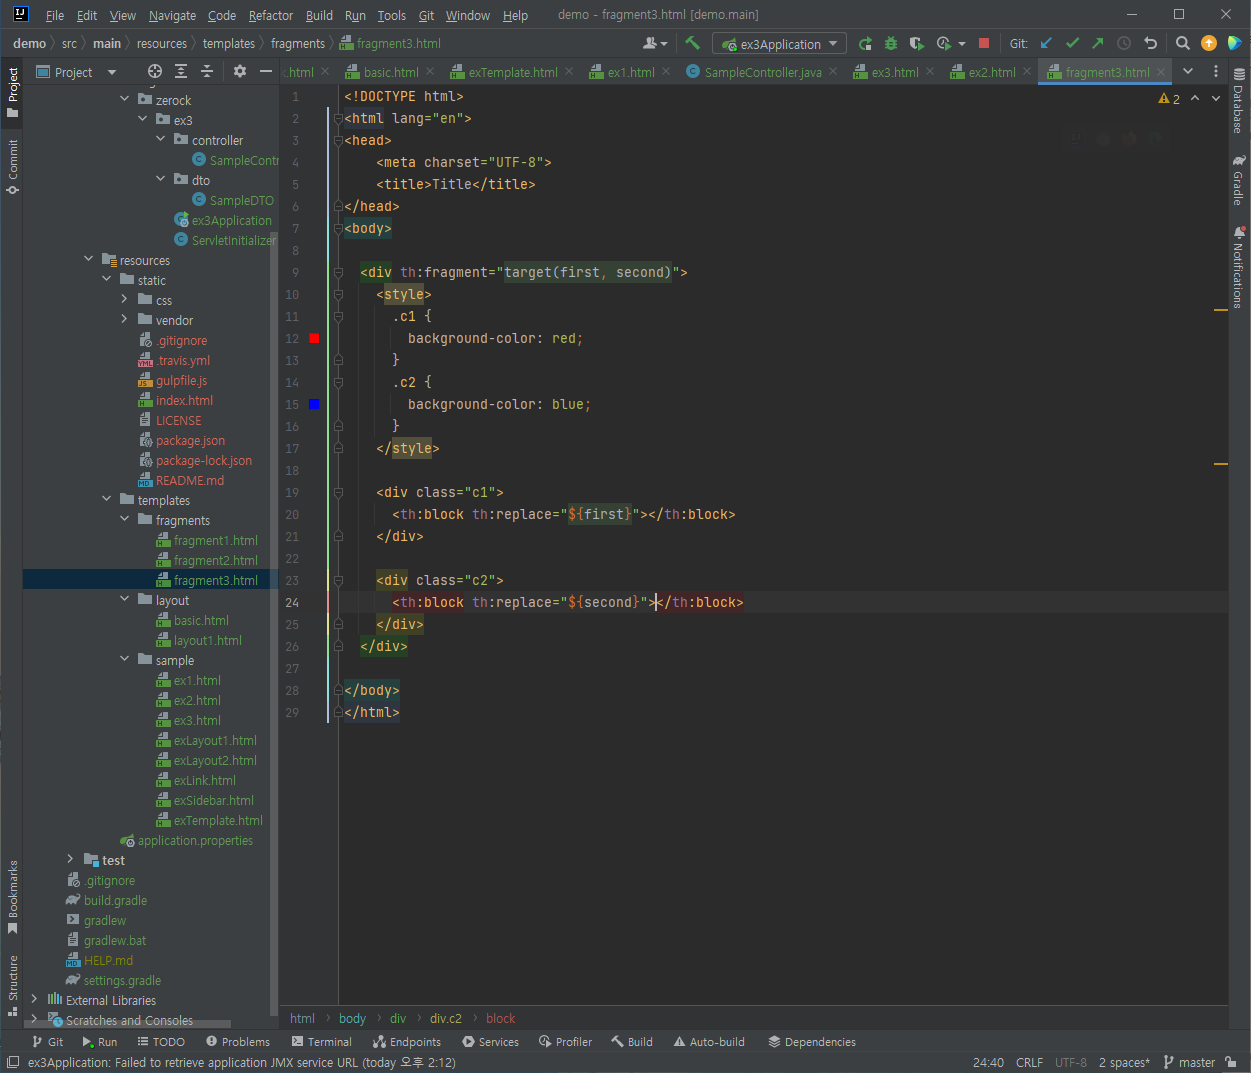 File Edit View Navigate Code Refactor Build Run Tools Git Window Help demo - fragment3.html [demo.main]
demo src main resources templates fragments fragment3.html ex3Application Git:
Project .html basic.html exTemplate.html ex1.html SampleController.java ex3.html ex2.html fragment3.html
Project
Commit
Bookmarks
Structure
zerock
ex3
controller
SampleContr
dto
SampleDTO
ex3Application
ServletInitializer
resources
static
css
vendor
.gitignore
.travis.yml
gulpfile.js
index.html
LICENSE
package.json
package-lock.json
README.md
templates
fragments
fragment1.html
fragment2.html
fragment3.html
layout
basic.html
layout1.html
sample
ex1.html
ex2.html
ex3.html
exLayout1.html
exLayout2.html
exLink.html
exSidebar.html
exTemplate.html
application.properties
test
.gitignore
build.gradle
gradlew
gradlew.bat
HELP.md
settings.gradle
External Libraries
Scratches and Consoles
1 <!DOCTYPE html>
2 <html lang="en">
3 <head>
4 <meta charset="UTF-8">
5 <title>Title</title>
6 </head>
7 <body>
8
9 <div th:fragment="target(first, second)">
10 <style>
11 .c1 {
12 background-color: red;
13 }
14 .c2 {
15 background-color: blue;
16 }
17 </style>
18
19 <div class="c1">
20 <th:block th:replace="${first}"></th:block>
21 </div>
22
23 <div class="c2">
24 <th:block th:replace="${second}"></th:block>
25 </div>
26 </div>
27
28 </body>
29 </html>
2
Database
Gradle
Notifications
html body div div.c2 block
Git Run TODO Problems Terminal Endpoints Services Profiler Build Auto-build Dependencies
ex3Application: Failed to retrieve application JMX service URL (today 오후 2:12) 24:40 CRLF UTF-8 2 spaces* master